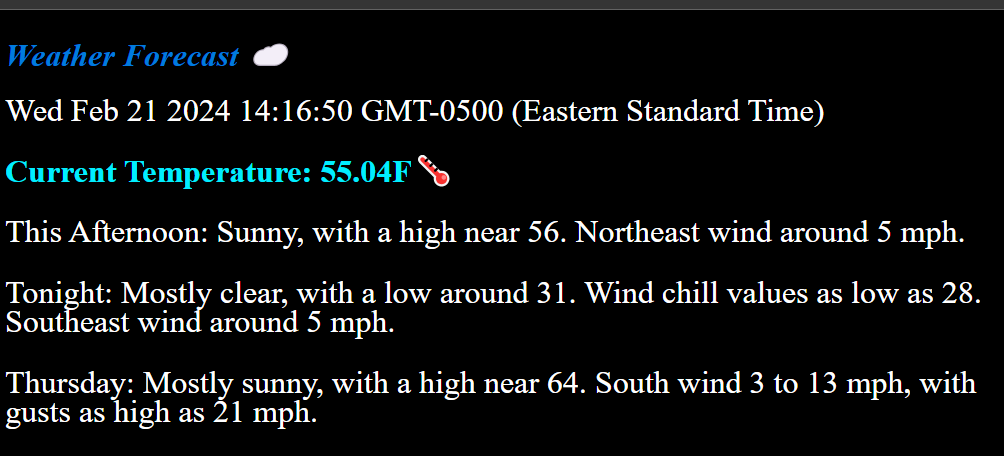 Weather Forecast ☁
Wed Feb 21 2024 14:16:50 GMT-0500 (Eastern Standard Time)
Current Temperature: 55.04F🌡
This Afternoon: Sunny, with a high near 56. Northeast wind around 5 mph.
Tonight: Mostly clear, with a low around 31. Wind chill values as low as 28.
Southeast wind around 5 mph.
Thursday: Mostly sunny, with a high near 64. South wind 3 to 13 mph, with
gusts as high as 21 mph.